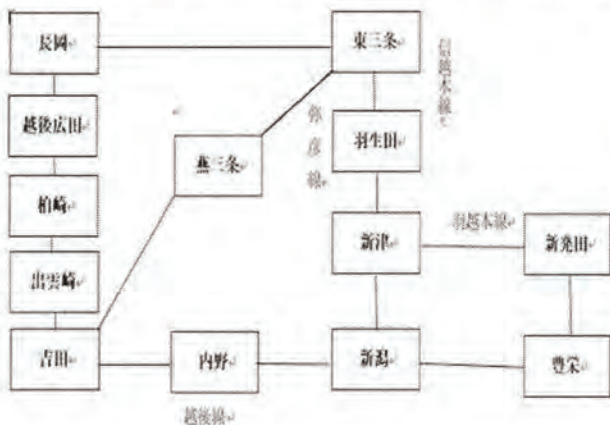 長岡
東三条
信越本線
越後広田
弥彦線
羽生田
燕三条
柏崎
新津
羽越本線
新発田
出雲崎
吉田
内野
新潟
豊栄
越後線